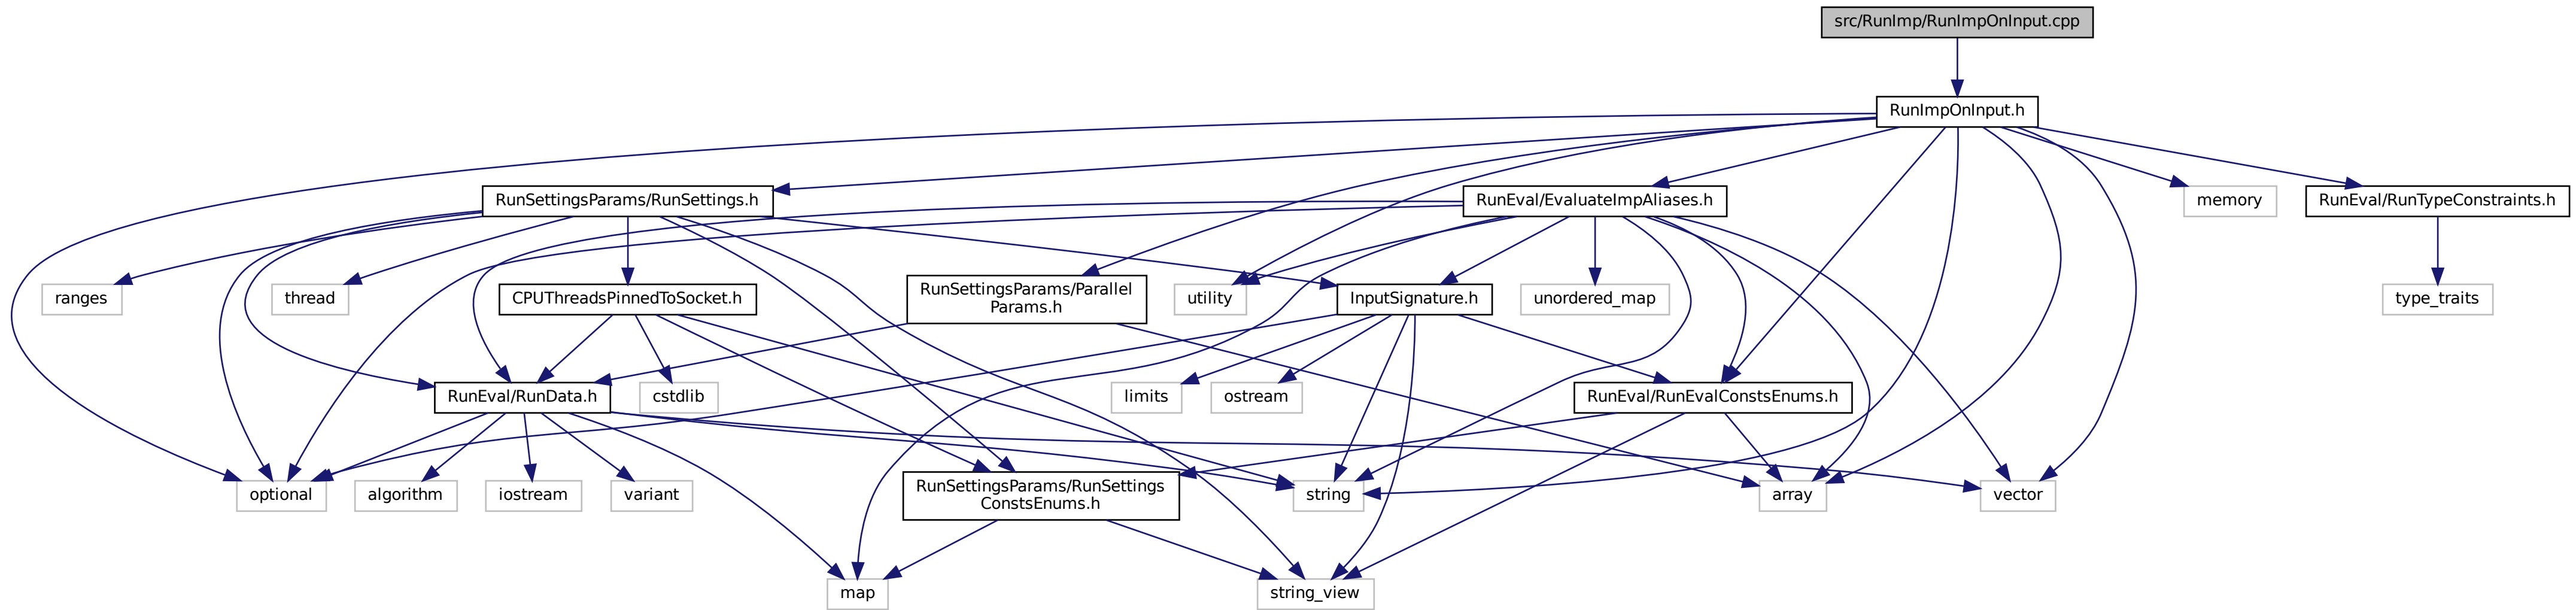 src/RunImp/RunImpOnInput.cpp
RunImpOnInput.h
RunSettingsParams/RunSettings.h
RunEval/EvaluateImpAliases.h
memory
RunEval/RunTypeConstraints.h
ranges
thread
CPUThreadsPinnedToSocket.h
RunSettingsParams/Parallel
Params.h
utility
InputSignature.h
unordered_map
type_traits
RunEval/RunData.h
cstdlib
limits
ostream
RunEval/RunEvalConstsEnums.h
optional
algorithm
iostream
variant
RunSettingsParams/RunSettings
ConstsEnums.h
string
array
vector
map
string_view